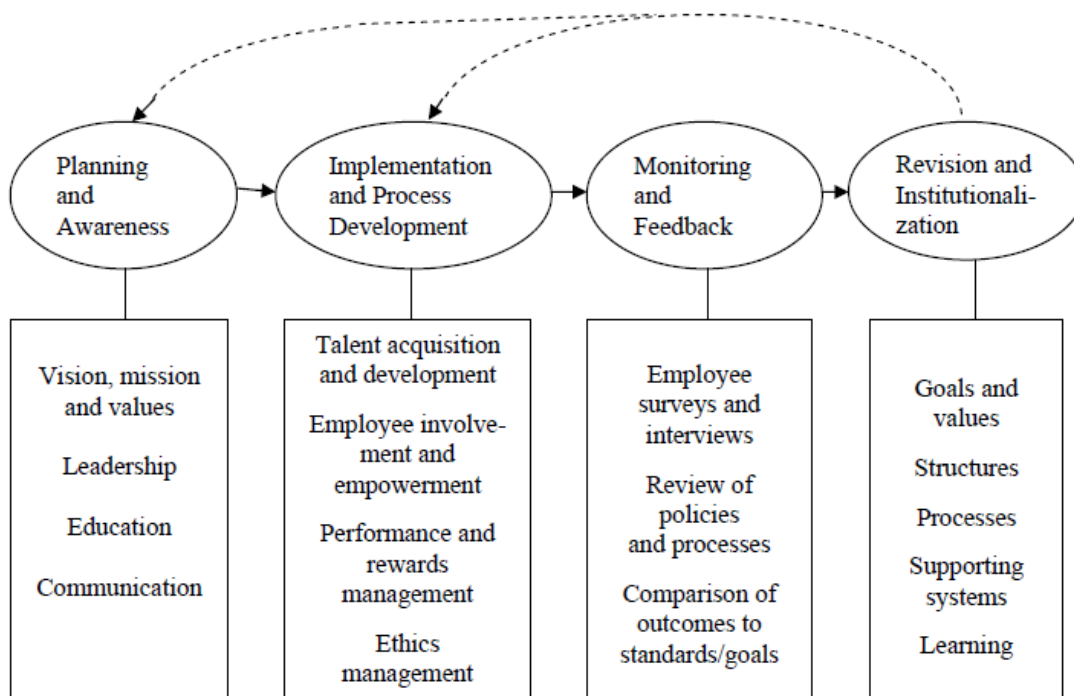 Planning
and
Awareness
Implementation
and Process
Development
Monitoring
and
Feedback
Revision and
Institutionali-
zation
Vision, mission
and values
Leadership
Education
Communication
Talent acquisition
and development
Employee involve-
ment and
empowerment
Performance and
rewards
management
Ethics
management
Employee
surveys and
interviews
Review of
policies
and processes
Comparison of
outcomes to
standards/goals
Goals and
values
Structures
Processes
Supporting
systems
Learning